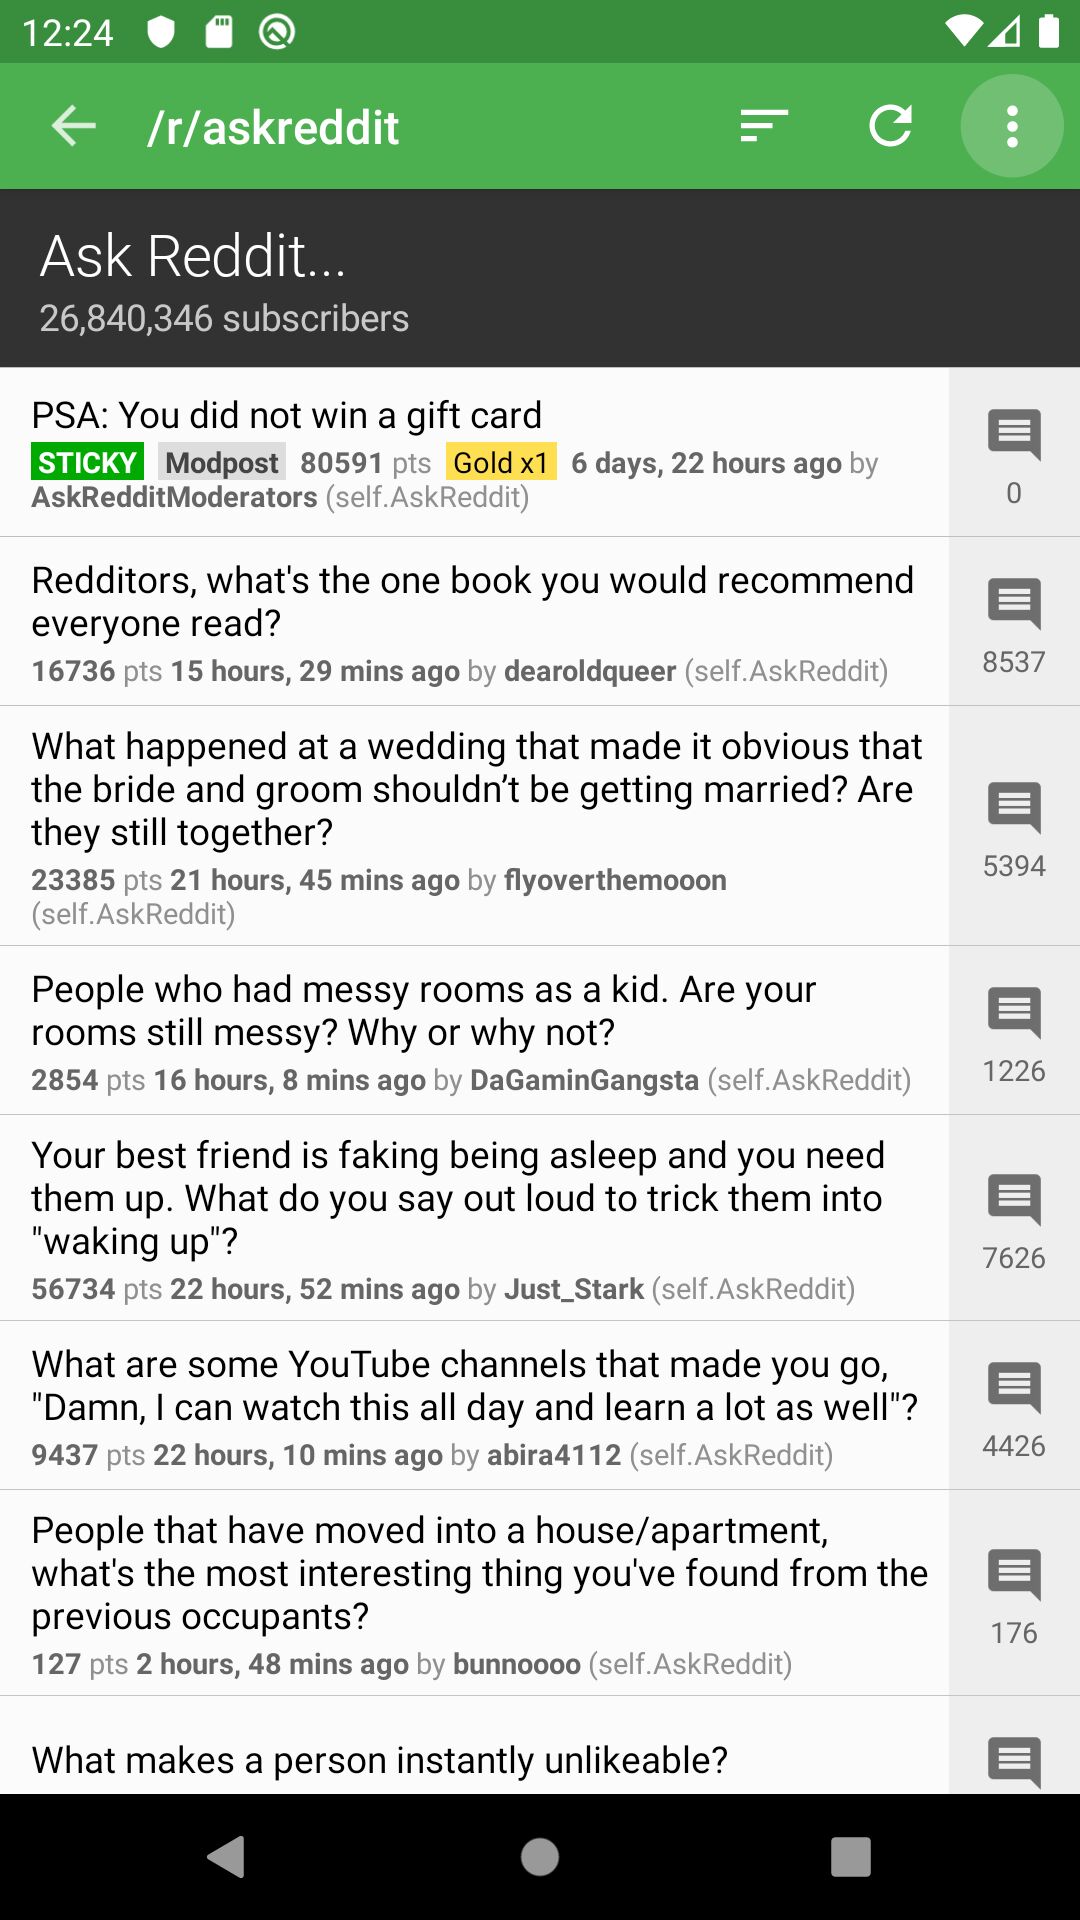 12:24
/r/askreddit
Ask Reddit...
26,840,346 subscribers
PSA: You did not win a gift card
STICKY Modpost 80591 pts Gold x1 6 days, 22 hours ago by
AskRedditModerators (self.AskReddit)
0
Redditors, what's the one book you would recommend
everyone read?
16736 pts 15 hours, 29 mins ago by dearoldqueer (self.AskReddit)
8537
What happened at a wedding that made it obvious that
the bride and groom shouldn’t be getting married? Are
they still together?
23385 pts 21 hours, 45 mins ago by flyoverthemooon
(self.AskReddit)
5394
People who had messy rooms as a kid. Are your
rooms still messy? Why or why not?
2854 pts 16 hours, 8 mins ago by DaGaminGangsta (self.AskReddit)
1226
Your best friend is faking being asleep and you need
them up. What do you say out loud to trick them into
"waking up"?
56734 pts 22 hours, 52 mins ago by Just_Stark (self.AskReddit)
7626
What are some YouTube channels that made you go,
"Damn, I can watch this all day and learn a lot as well"?
9437 pts 22 hours, 10 mins ago by abira4112 (self.AskReddit)
4426
People that have moved into a house/apartment,
what's the most interesting thing you've found from the
previous occupants?
127 pts 2 hours, 48 mins ago by bunnoooo (self.AskReddit)
176
What makes a person instantly unlikeable?